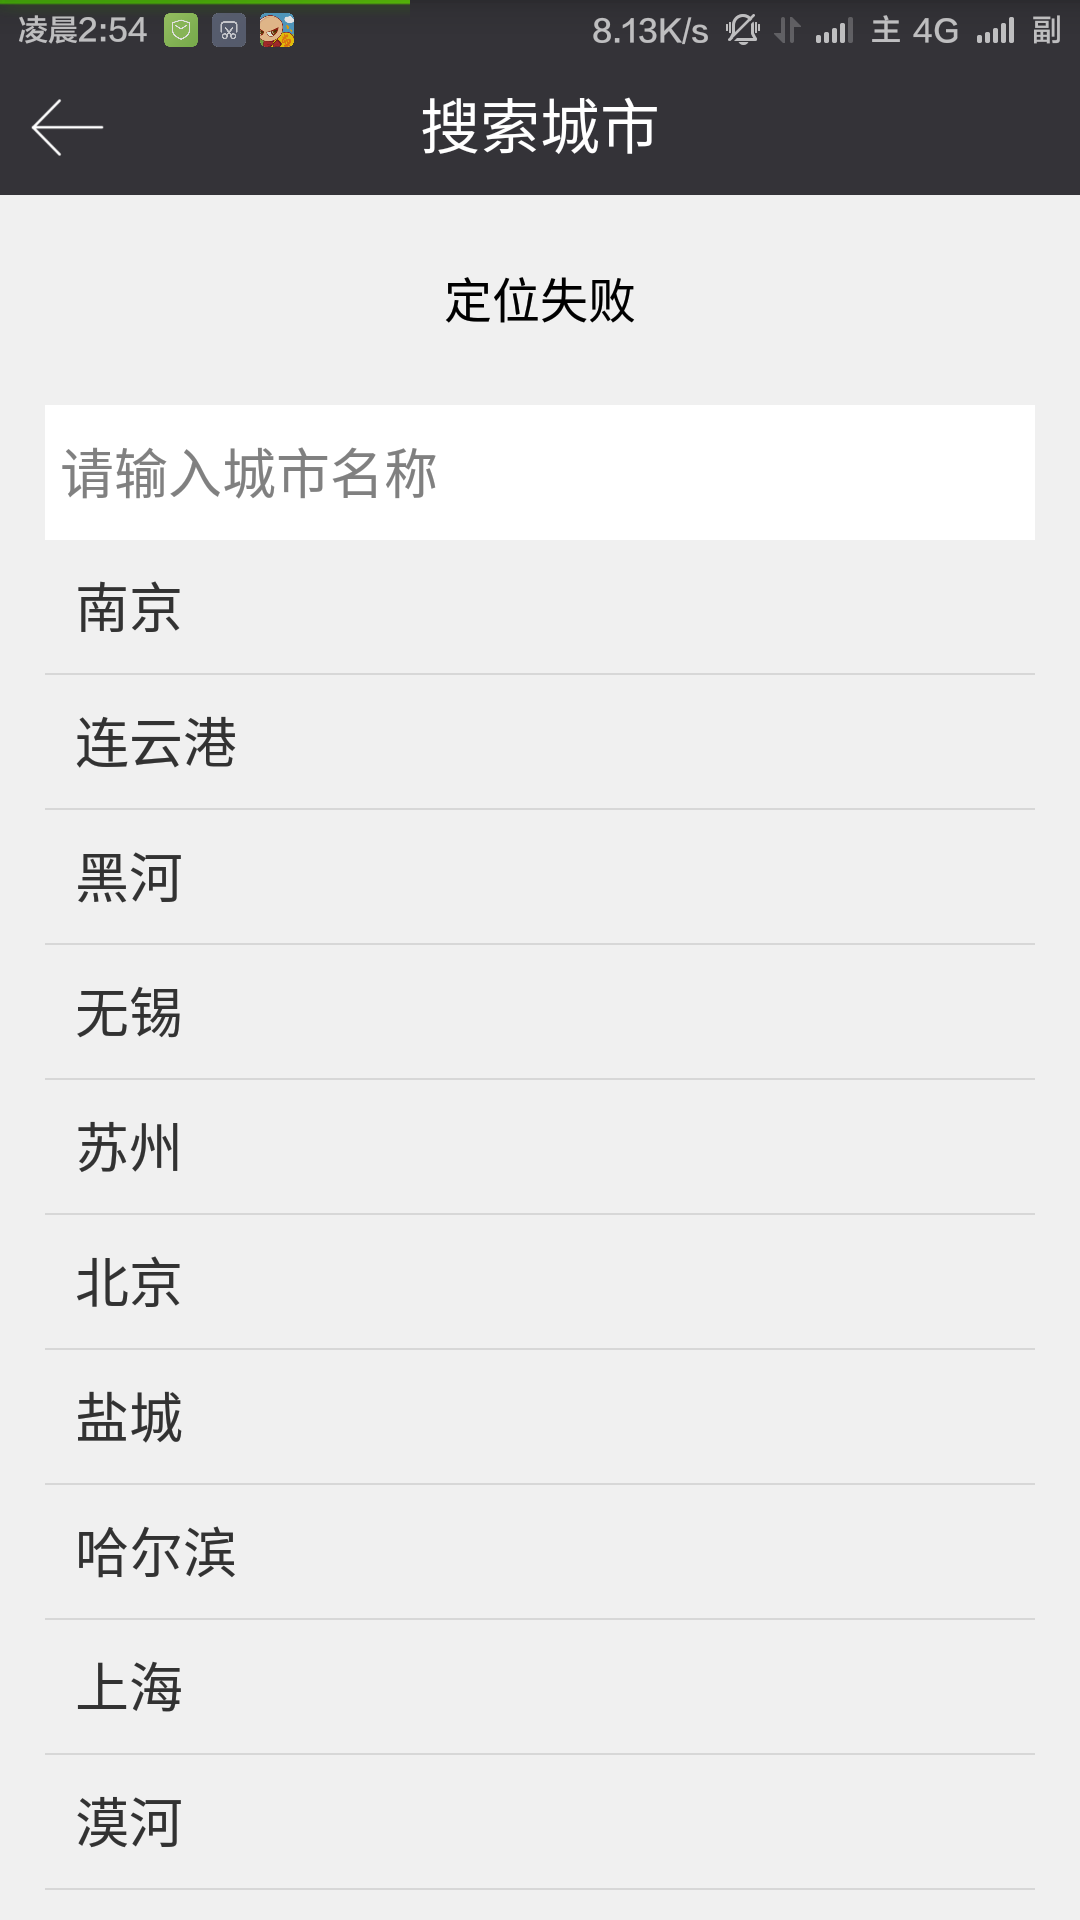 凌晨2:54 8.13K/s 主 4G 副
搜索城市
定位失败
请输入城市名称
南京
连云港
黑河
无锡
苏州
北京
盐城
哈尔滨
上海
漠河